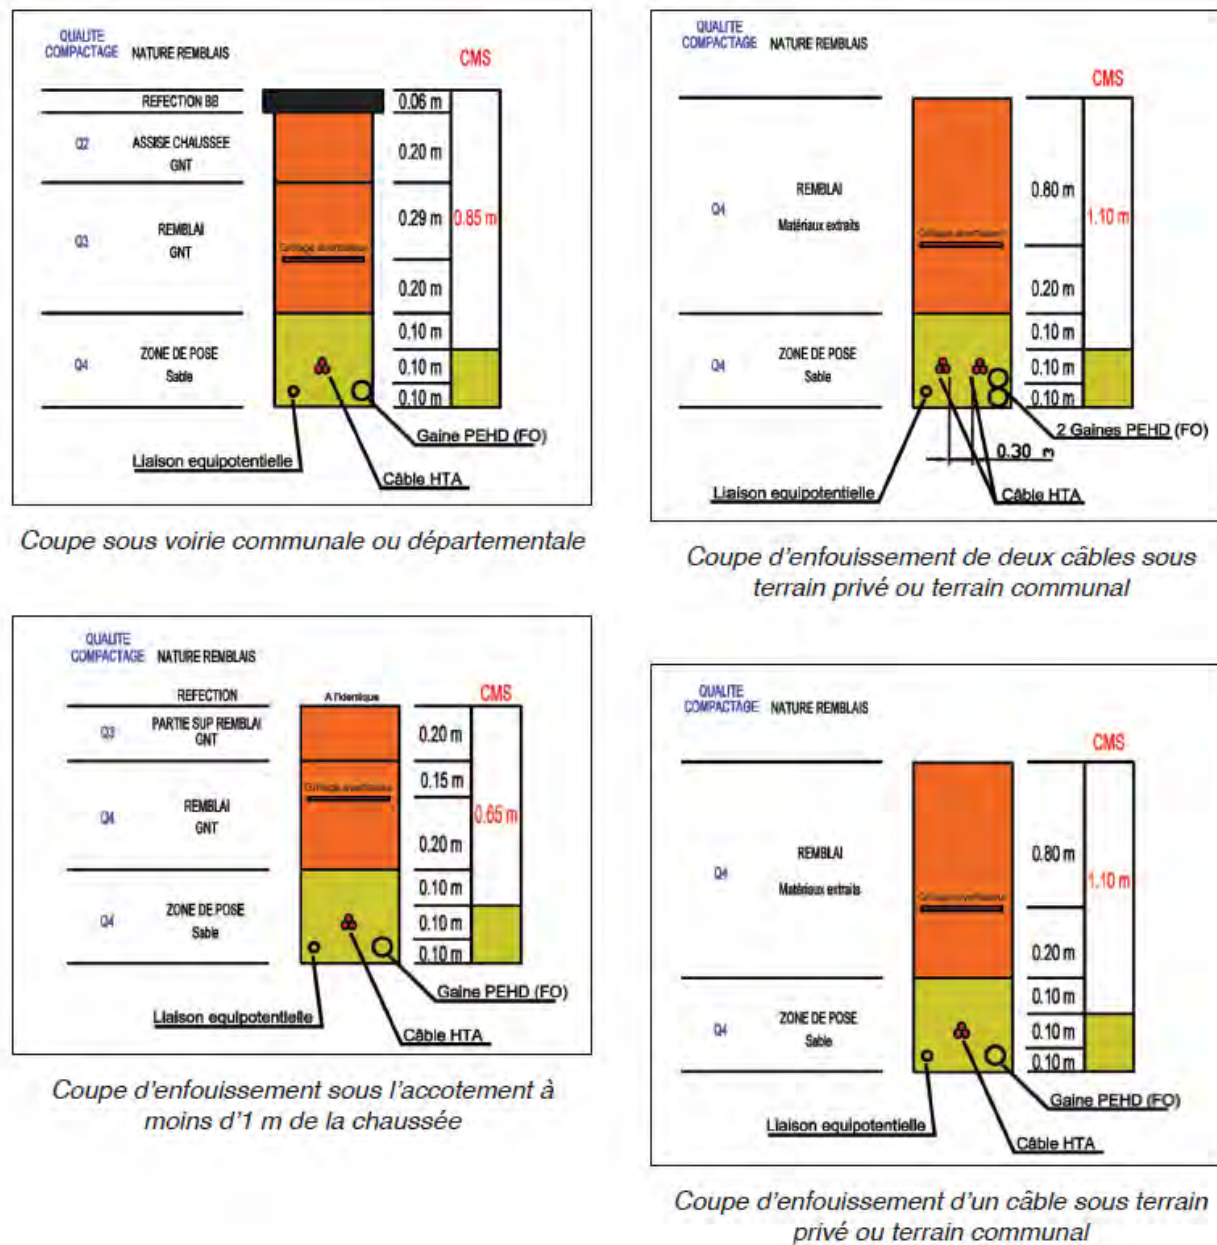 QUALITE
COMPACTAGE NATURE REMBLAIS
CMS
REFECTION BB
0.06 m
Q2 ASSISE CHAUSSEE
GNT
0.20 m
Q3 REMBLAI
GNT
0.29 m
0.85 m
Grillage avertisseur
0.20 m
0.10 m
Q4 ZONE DE POSE
Sable
0.10 m
0.10 m
Gaine PEHD (FO)
Liaison equipotentielle
Câble HTA
Coupe sous voirie communale ou départementale
QUALITE
COMPACTAGE NATURE REMBLAIS
CMS
Q4 REMBLAI
Matériaux extraits
0.80 m
1.10 m
Grillage avertisseur
0.20 m
0.10 m
Q4 ZONE DE POSE
Sable
0.10 m
0.10 m
2 Gaines PEHD (FO)
0.30 m
Liaison equipotentielle
Câble HTA
Coupe d'enfouissement de deux câbles sous
terrain privé ou terrain communal
QUALITE
COMPACTAGE NATURE REMBLAIS
REFECTION
A l'identique
CMS
Q3 PARTIE SUP REMBLAI
GNT
0.20 m
0.15 m
Grillage avertisseur
Q4 REMBLAI
GNT
0.65 m
0.20 m
0.10 m
Q4 ZONE DE POSE
Sable
0.10 m
0.10 m
Gaine PEHD (FO)
Liaison equipotentielle
Câble HTA
Coupe d'enfouissement sous l'accotement à
moins d'1 m de la chaussée
QUALITE
COMPACTAGE NATURE REMBLAIS
CMS
Q4 REMBLAI
Matériaux extraits
0.80 m
1.10 m
Grillage avertisseur
0.20 m
0.10 m
Q4 ZONE DE POSE
Sable
0.10 m
0.10 m
Gaine PEHD (FO)
Liaison equipotentielle
Câble HTA
Coupe d'enfouissement d'un câble sous terrain
privé ou terrain communal